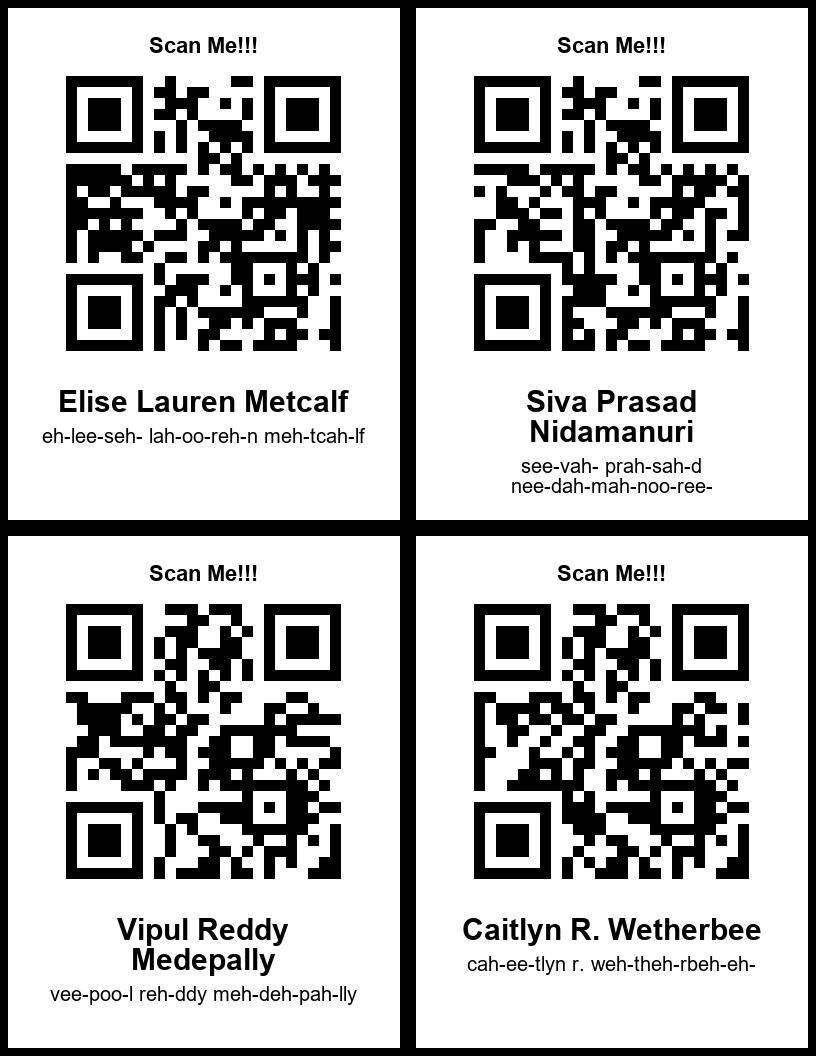 Scan Me!!!
Elise Lauren Metcalf
eh-lee-seh- lah-oo-reh-n meh-tcah-lf
Scan Me!!!
Siva Prasad
Nidamanuri
see-vah- prah-sah-d
nee-dah-mah-noo-ree-
Scan Me!!!
Vipul Reddy
Medepally
vee-poo-l reh-ddy meh-deh-pah-lly
Scan Me!!!
Caitlyn R. Wetherbee
cah-ee-tlyn r. weh-theh-rbeh-eh-